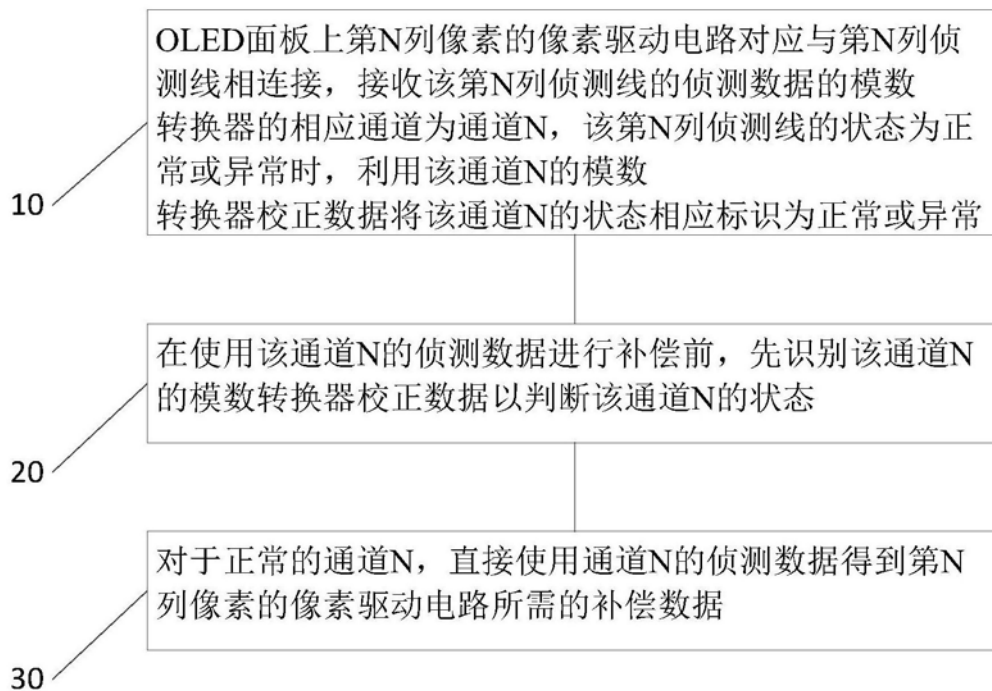 OLED面板上第N列像素的像素驱动电路对应与第N列侦
测线相连接，接收该第N列侦测线的侦测数据的模数
转换器的相应通道为通道N，该第N列侦测线的状态为正
常或异常时，利用该通道N的模数
转换器校正数据将该通道N的状态相应标识为正常或异常
10
在使用该通道N的侦测数据进行补偿前，先识别该通道N
的模数转换器校正数据以判断该通道N的状态
20
对于正常的通道N，直接使用通道N的侦测数据得到第N
列像素的像素驱动电路所需的补偿数据
30